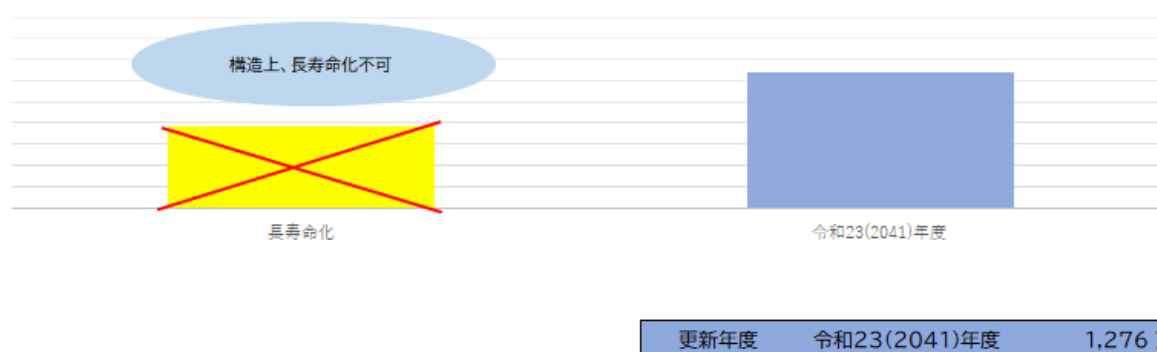 構造上、長寿命化不可
長寿命化
令和23(2041)年度
更新年度 令和23(2041)年度 1,276